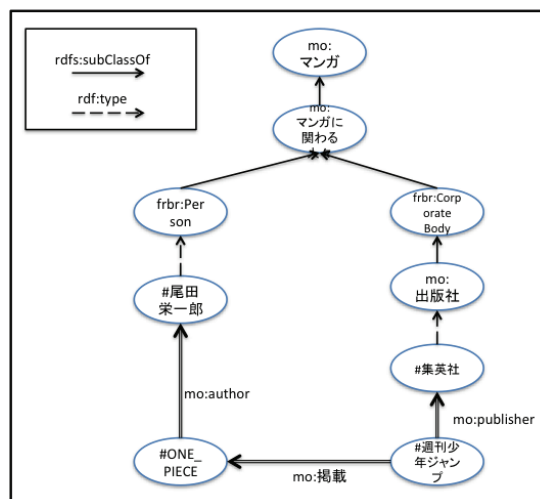 rdfs:subClassOf
rdf:type
mo:
マンガ
mo:
マンガに
関わる
frbr:Per
son
frbr:Corp
orate
Body
#尾田
栄一郎
mo:
出版社
#集英社
mo:author
mo:publisher
#ONE_
PIECE
#週刊少
年ジャン
プ
mo:掲載